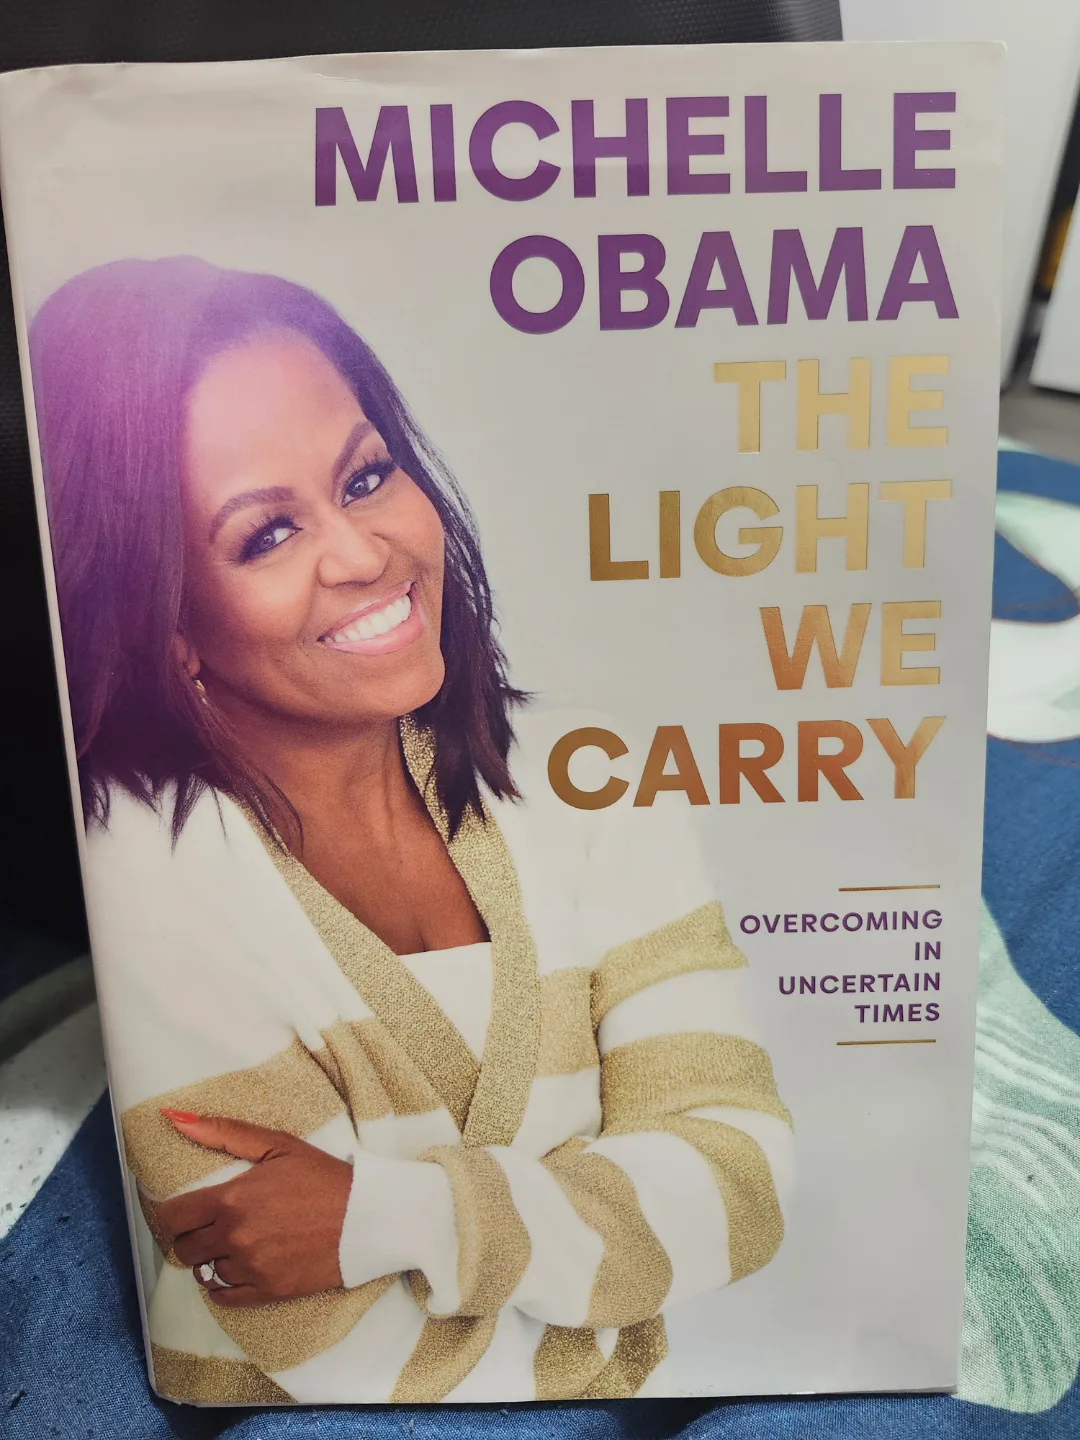 MICHELLE
OBAMA
THE
LIGHT
WE
CARRY
OVERCOMING
IN
UNCERTAIN
TIMES